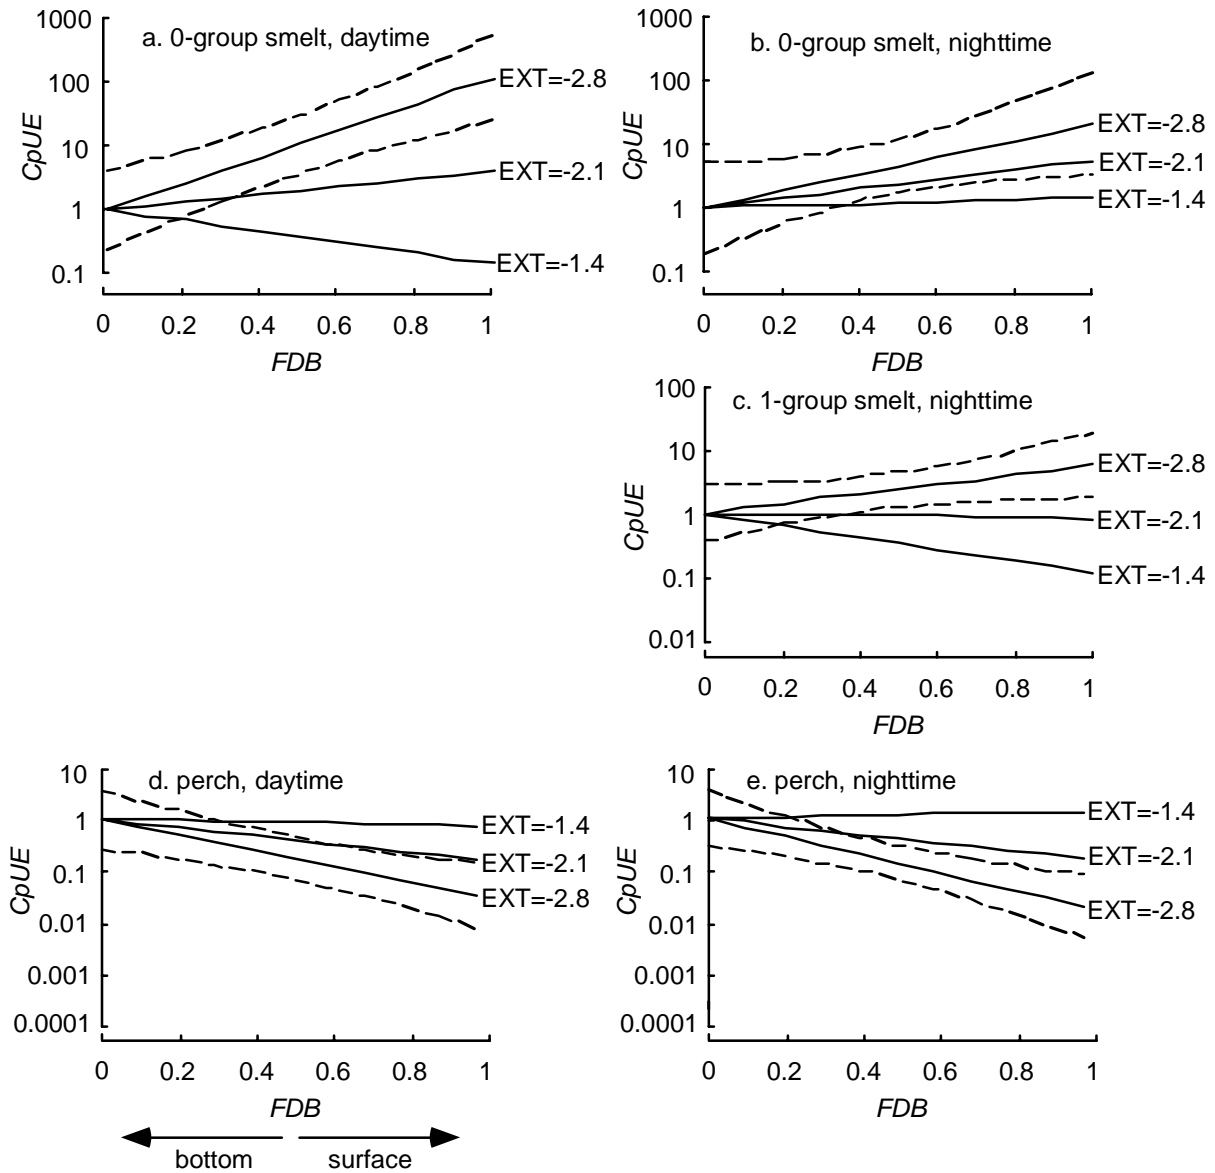 a. 0-group smelt, daytime
1000
100
10
1
0.1
CpUE
EXT=-2.8
EXT=-2.1
EXT=-1.4
0 0.2 0.4 0.6 0.8 1
FDB
b. 0-group smelt, nighttime
1000
100
10
1
0.1
CpUE
EXT=-2.8
EXT=-2.1
EXT=-1.4
0 0.2 0.4 0.6 0.8 1
FDB
c. 1-group smelt, nighttime
100
10
1
0.1
0.01
CpUE
EXT=-2.8
EXT=-2.1
EXT=-1.4
0 0.2 0.4 0.6 0.8 1
FDB
d. perch, daytime
10
1
0.1
0.01
0.001
0.0001
CpUE
EXT=-1.4
EXT=-2.1
EXT=-2.8
0 0.2 0.4 0.6 0.8 1
FDB
bottom surface
e. perch, nighttime
10
1
0.1
0.01
0.001
0.0001
CpUE
EXT=-1.4
EXT=-2.1
EXT=-2.8
0 0.2 0.4 0.6 0.8 1
FDB